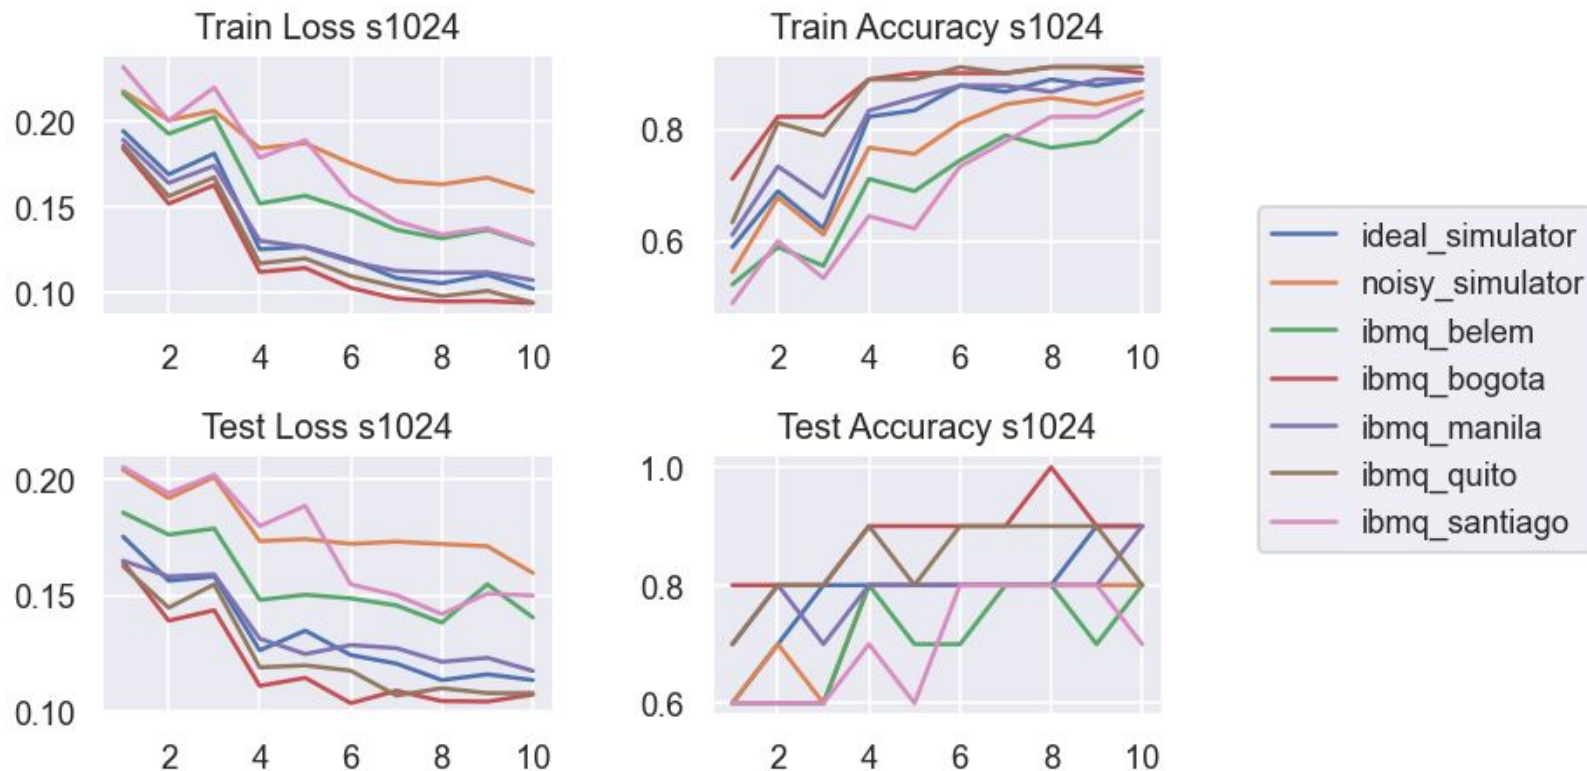 Train Loss s1024
0.20
0.15
0.10
2 4 6 8 10
Train Accuracy s1024
0.8
0.6
2 4 6 8 10
Test Loss s1024
0.20
0.15
0.10
2 4 6 8 10
Test Accuracy s1024
1.0
0.8
0.6
2 4 6 8 10
ideal_simulator
noisy_simulator
ibmq_belem
ibmq_bogota
ibmq_manila
ibmq_quito
ibmq_santiago